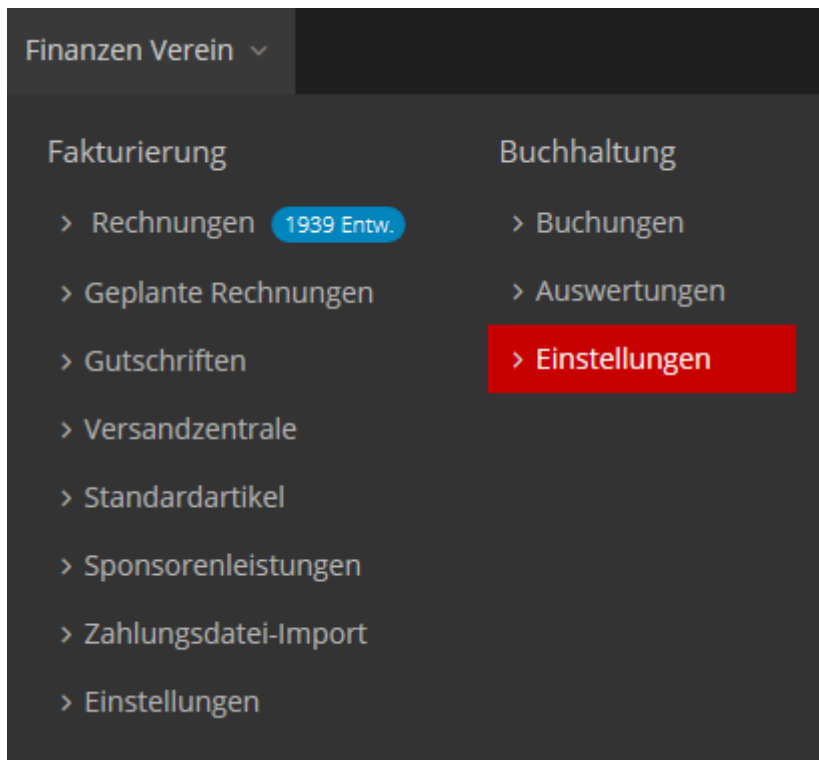 Finanzen Verein
Fakturierung
Rechnungen 1939 Entw.
Geplante Rechnungen
Gutschriften
Versandzentrale
Standardartikel
Sponsorenleistungen
Zahlungsdatei-Import
Einstellungen
Buchhaltung
Buchungen
Auswertungen
Einstellungen